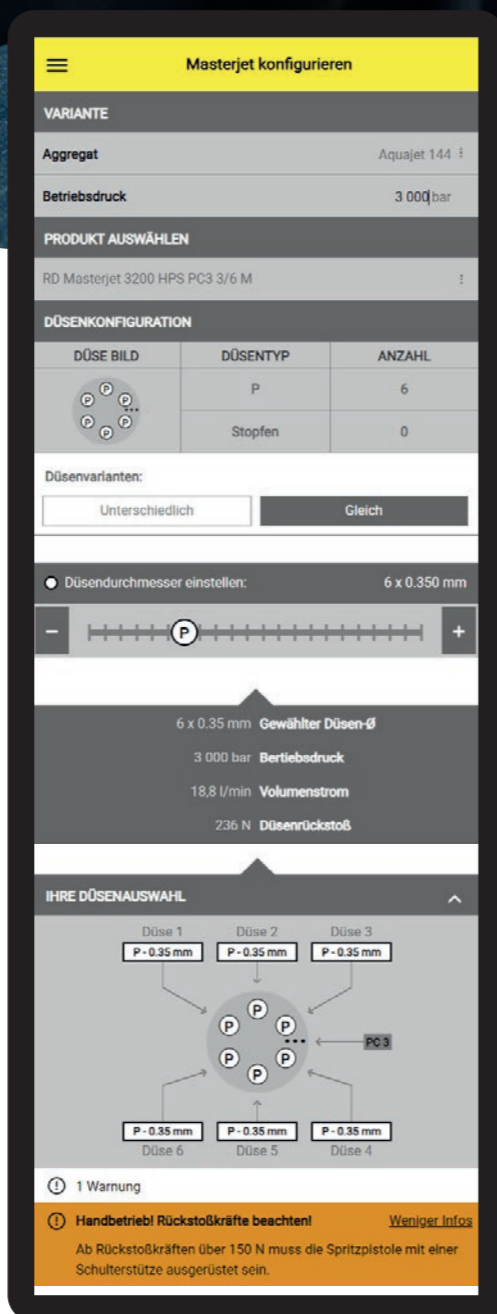 Masterjet konfigurieren
VARIANTE
Aggregat Aquajet 144
Betriebsdruck 3 000 bar
PRODUKT AUSWÄHLEN
RD Masterjet 3200 HPS PC3 3/6 M
DÜSENKONFIGURATION
DÜSE BILD DÜSENTYP ANZAHL
P P P P P P
P 6
Stopfen 0
Düsenvarianten:
Unterschiedlich Gleich
Düsendurchmesser einstellen: 6 x 0.350 mm
− P +
6 x 0.35 mm Gewählter Düsen-Ø
3 000 bar Bertiebsdruck
18,8 l/min Volumenstrom
236 N Düsenrückstoß
IHRE DÜSENAUSWAHL
Düse 1 Düse 2 Düse 3
P - 0.35 mm P - 0.35 mm P - 0.35 mm
P P P
PC 3
P P P
P - 0.35 mm P - 0.35 mm P - 0.35 mm
Düse 6 Düse 5 Düse 4
1 Warnung
Handbetrieb! Rückstoßkräfte beachten! Weniger Infos
Ab Rückstoßkräften über 150 N muss die Spritzpistole mit einer
Schulterstütze ausgerüstet sein.